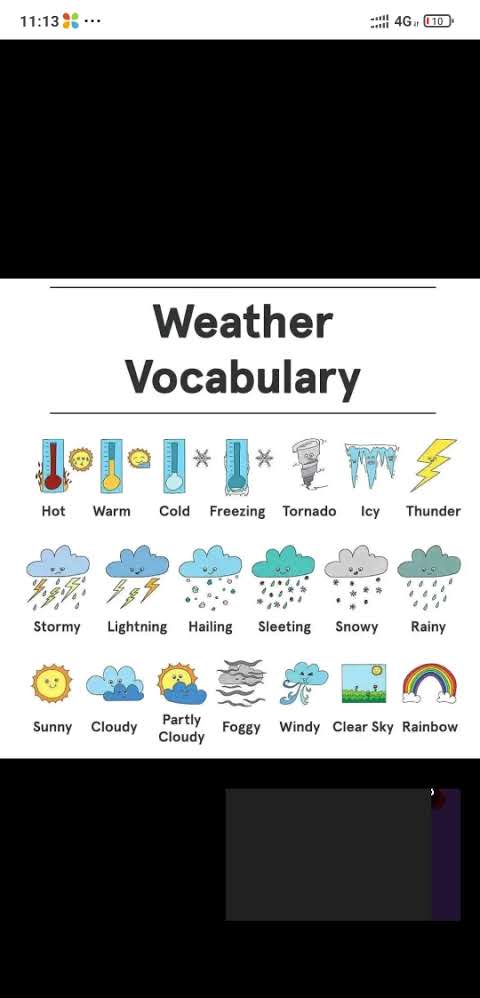 11:13 ••• 4G 10
Weather
Vocabulary
Hot Warm Cold Freezing Tornado Icy Thunder
Stormy Lightning Hailing Sleeting Snowy Rainy
Sunny Cloudy Partly Cloudy Foggy Windy Clear Sky Rainbow